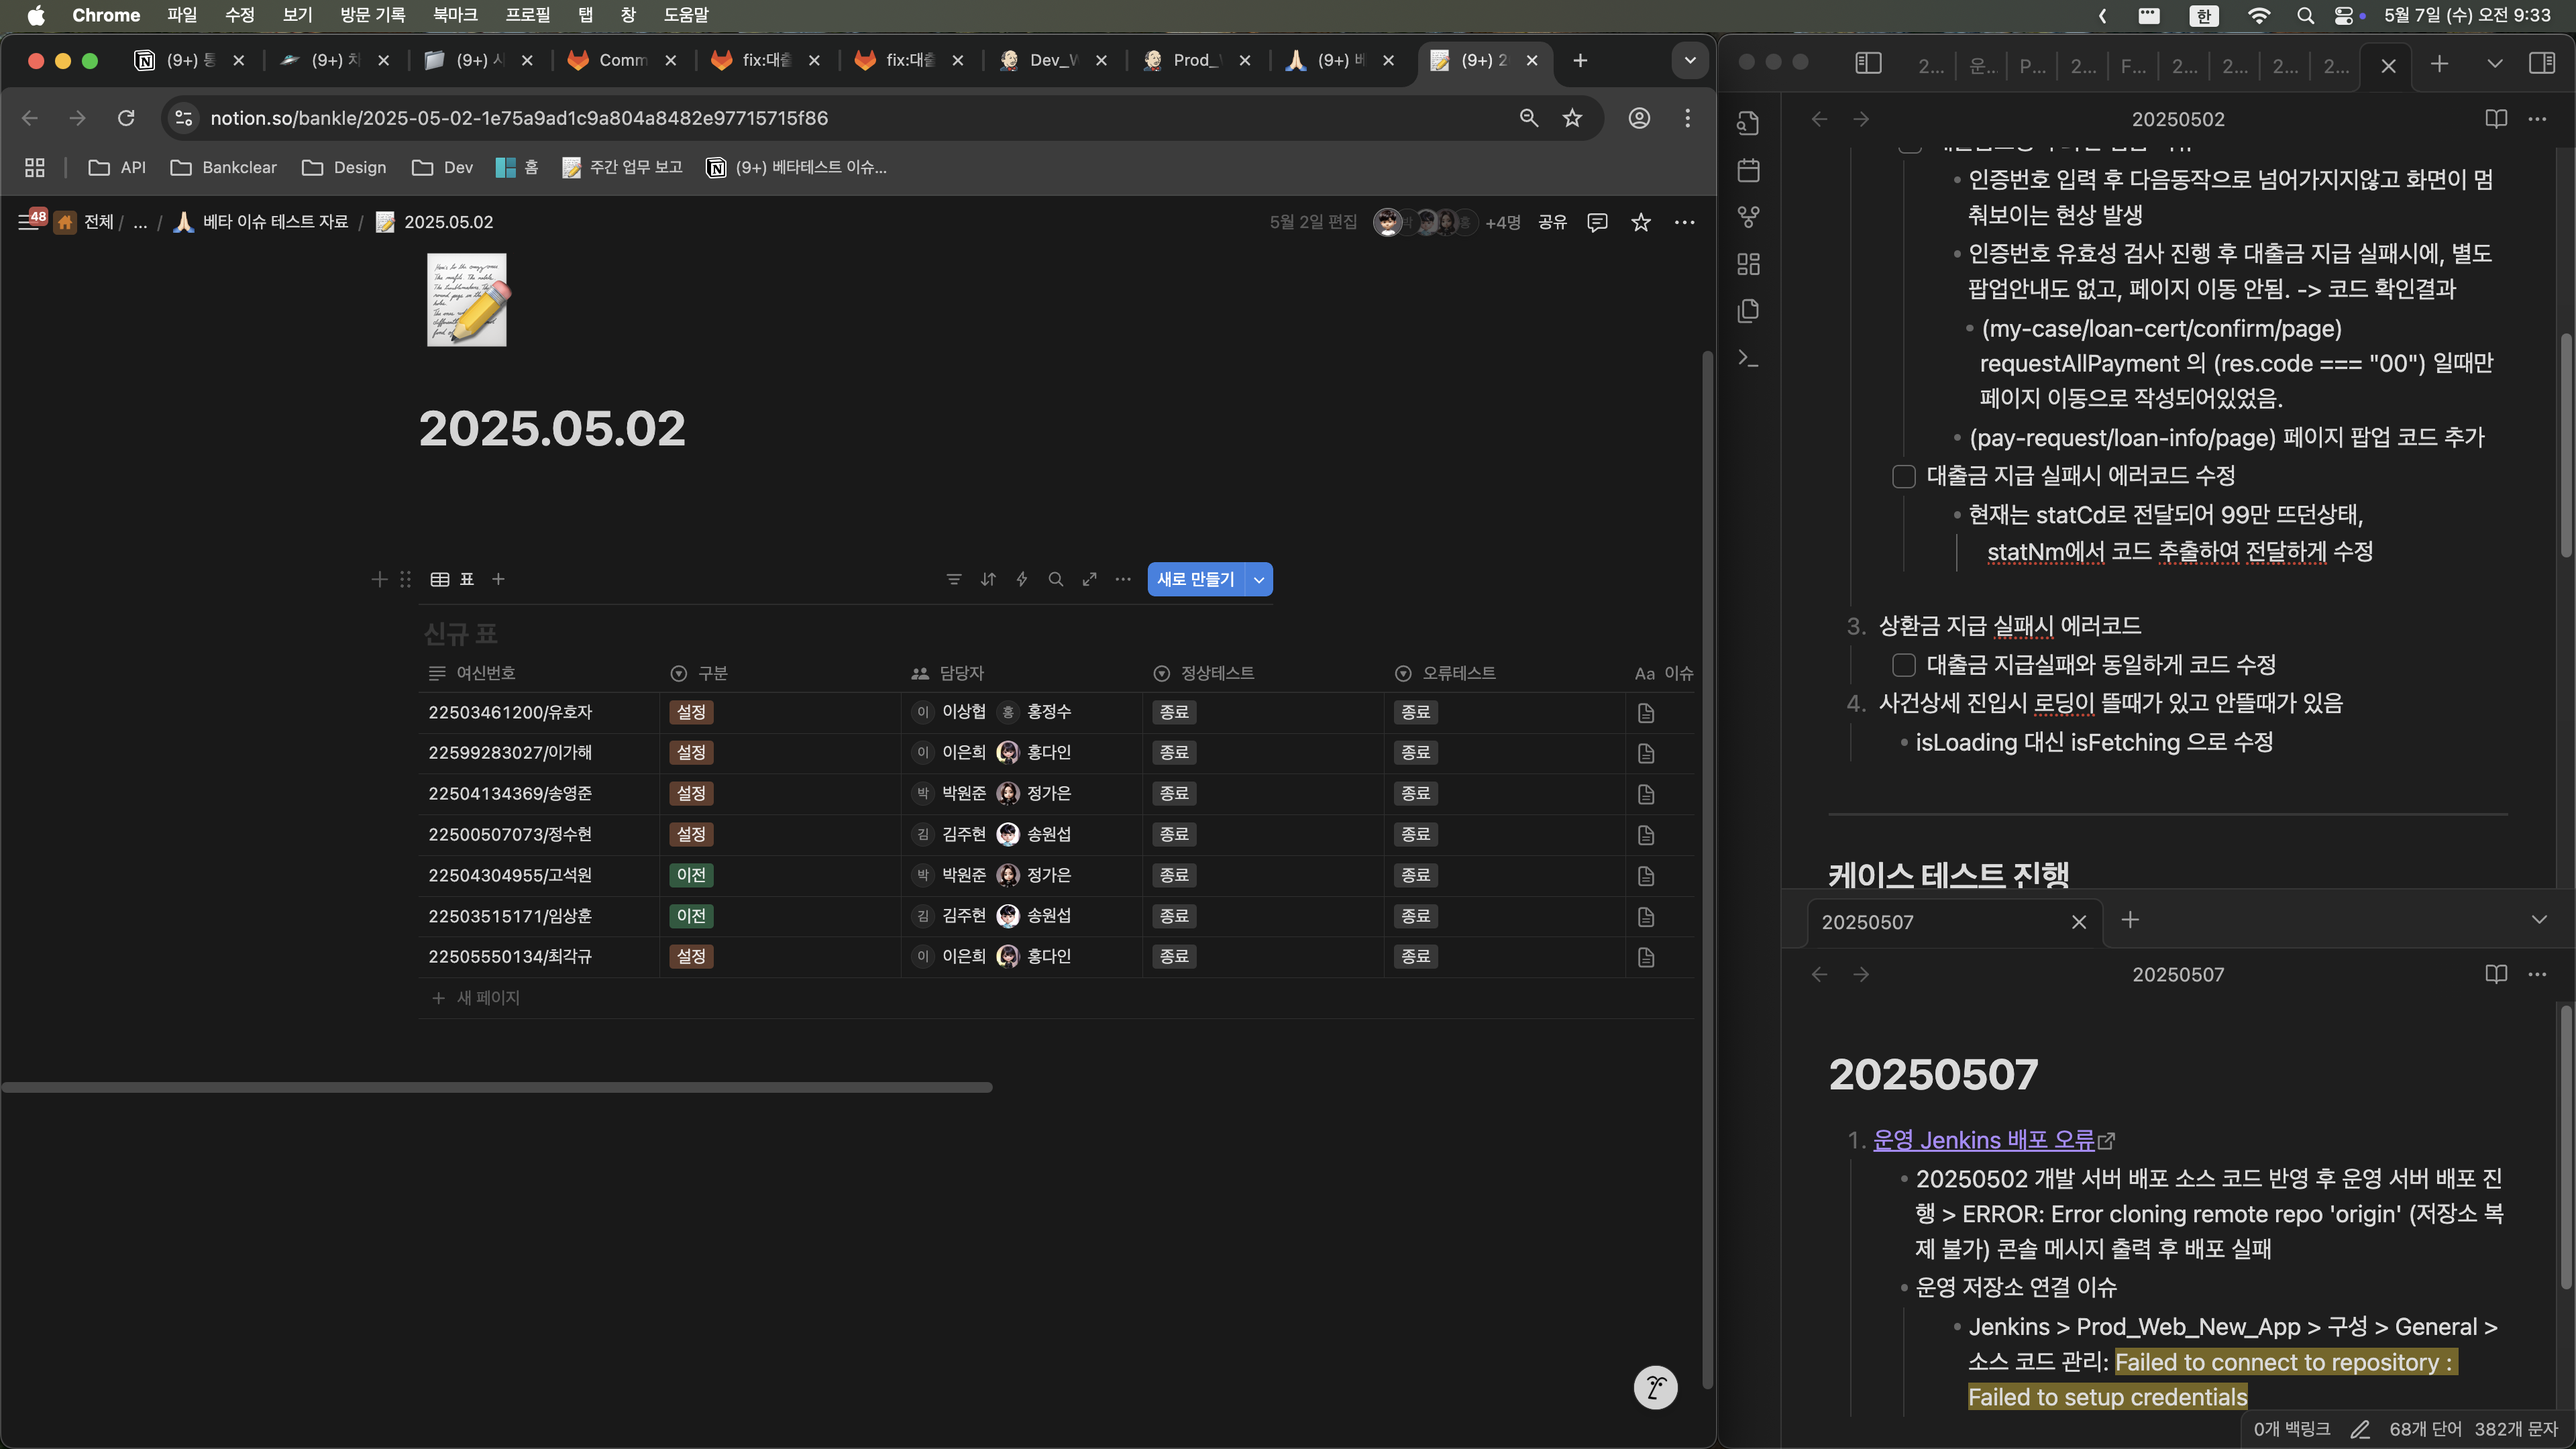 Chrome 파일 수정 보기 방문 기록 북마크 프로필 탭 창 도움말
한 5월 7일 (수) 오전 9:33
(9+) (9+) (9+) Comm fix:대출 fix:대출 Dev_W Prod_ (9+) (9+) 2
notion.so/bankle/2025-05-02-1e75a9ad1c9a804a8482e97715715f86
API Bankclear Design Dev 홈 주간 업무 보고 (9+) 베타테스트 이슈...
48 전체 / ... / 베타 이슈 테스트 자료 / 2025.05.02
5월 2일 편집 +4명 공유
2025.05.02
표 새로 만들기
신규 표
여신번호 구분 담당자 정상테스트 오류테스트 Aa 이슈
22503461200/유호자 설정 이 이상협 홍 홍정수 종료 종료
22599283027/이가해 설정 이 이은희 홍다인 종료 종료
22504134369/송영준 설정 박 박원준 정가은 종료 종료
22500507073/정수현 설정 김 김주현 송원섭 종료 종료
22504304955/고석원 이전 박 박원준 정가은 종료 종료
22503515171/임상훈 이전 김 김주현 송원섭 종료 종료
22505550134/최각규 설정 이 이은희 홍다인 종료 종료
새 페이지
2... 운... P... 2... F... 2... 2... 2... 2...
20250502
인증번호 입력 후 다음동작으로 넘어가지지않고 화면이 멈
춰보이는 현상 발생
인증번호 유효성 검사 진행 후 대출금 지급 실패시에, 별도
팝업안내도 없고, 페이지 이동 안됨. -> 코드 확인결과
(my-case/loan-cert/confirm/page)
requestAllPayment 의 (res.code === "00") 일때만
페이지 이동으로 작성되어있었음.
(pay-request/loan-info/page) 페이지 팝업 코드 추가
대출금 지급 실패시 에러코드 수정
현재는 statCd로 전달되어 99만 뜨던상태,
statNm에서 코드 추출하여 전달하게 수정
3. 상환금 지급 실패시 에러코드
대출금 지급실패와 동일하게 코드 수정
4. 사건상세 진입시 로딩이 뜰때가 있고 안뜰때가 있음
isLoading 대신 isFetching 으로 수정
케이스 테스트 진행
20250507
20250507
20250507
1. 운영 Jenkins 배포 오류
20250502 개발 서버 배포 소스 코드 반영 후 운영 서버 배포 진
행 > ERROR: Error cloning remote repo 'origin' (저장소 복
제 불가) 콘솔 메시지 출력 후 배포 실패
운영 저장소 연결 이슈
Jenkins > Prod_Web_New_App > 구성 > General >
소스 코드 관리: Failed to connect to repository :
Failed to setup credentials
0개 백링크 68개 단어 382개 문자